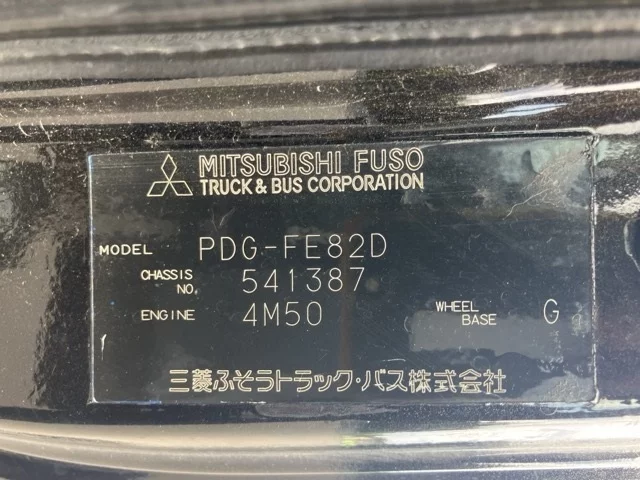 MITSUBISHI FUSO
TRUCK & BUS CORPORATION
MODEL PDG-FE82D
CHASSIS NO. 541387
ENGINE 4M50 WHEEL BASE G
三菱ふそうトラック・バス株式会社